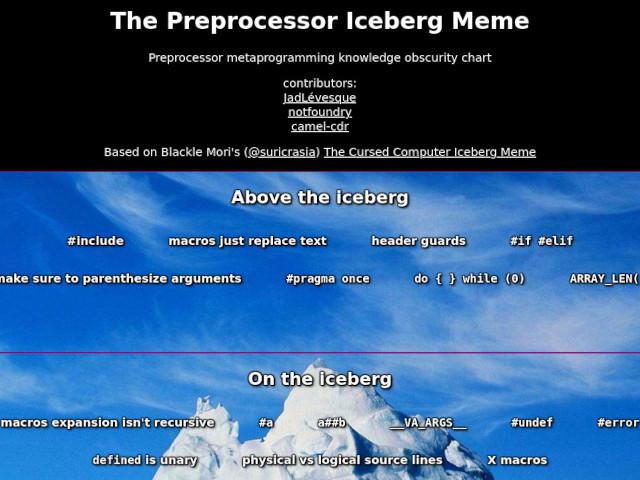 The Preprocessor Iceberg Meme
Preprocessor metaprogramming knowledge obscurity chart
contributors:
JadLévesque
notfoundry
camel-cdr
Based on Blackle Mori's (@suricrasia) The Cursed Computer Iceberg Meme
Above the iceberg
#include macros just replace text header guards #if #elif
make sure to parenthesize arguments #pragma once do { } while (0) ARRAY_LEN(
On the iceberg
macros expansion isn't recursive #a a##b __VA_ARGS__ #undef #error
defined is unary physical vs logical source lines X macros